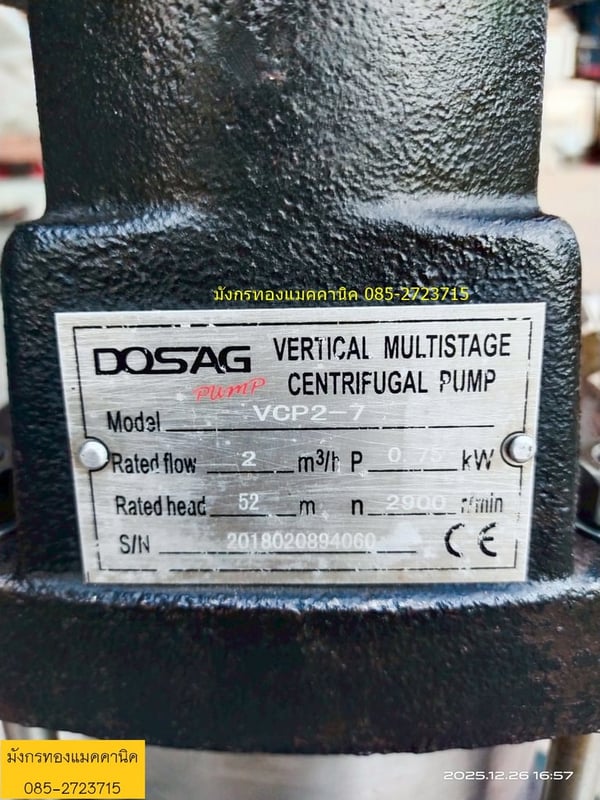 มังกรทองแมคคานิค 085-2723715
DOSAG PUMP VERTICAL MULTISTAGE CENTRIFUGAL PUMP
Model VCP2-7
Rated flow 2 m³/h P 0.75 kW
Rated head 52 m n 2900 r/min
S/N 2018020894060 CE
มังกรทองแมคคานิค
085-2723715
2025.12.26 16:57